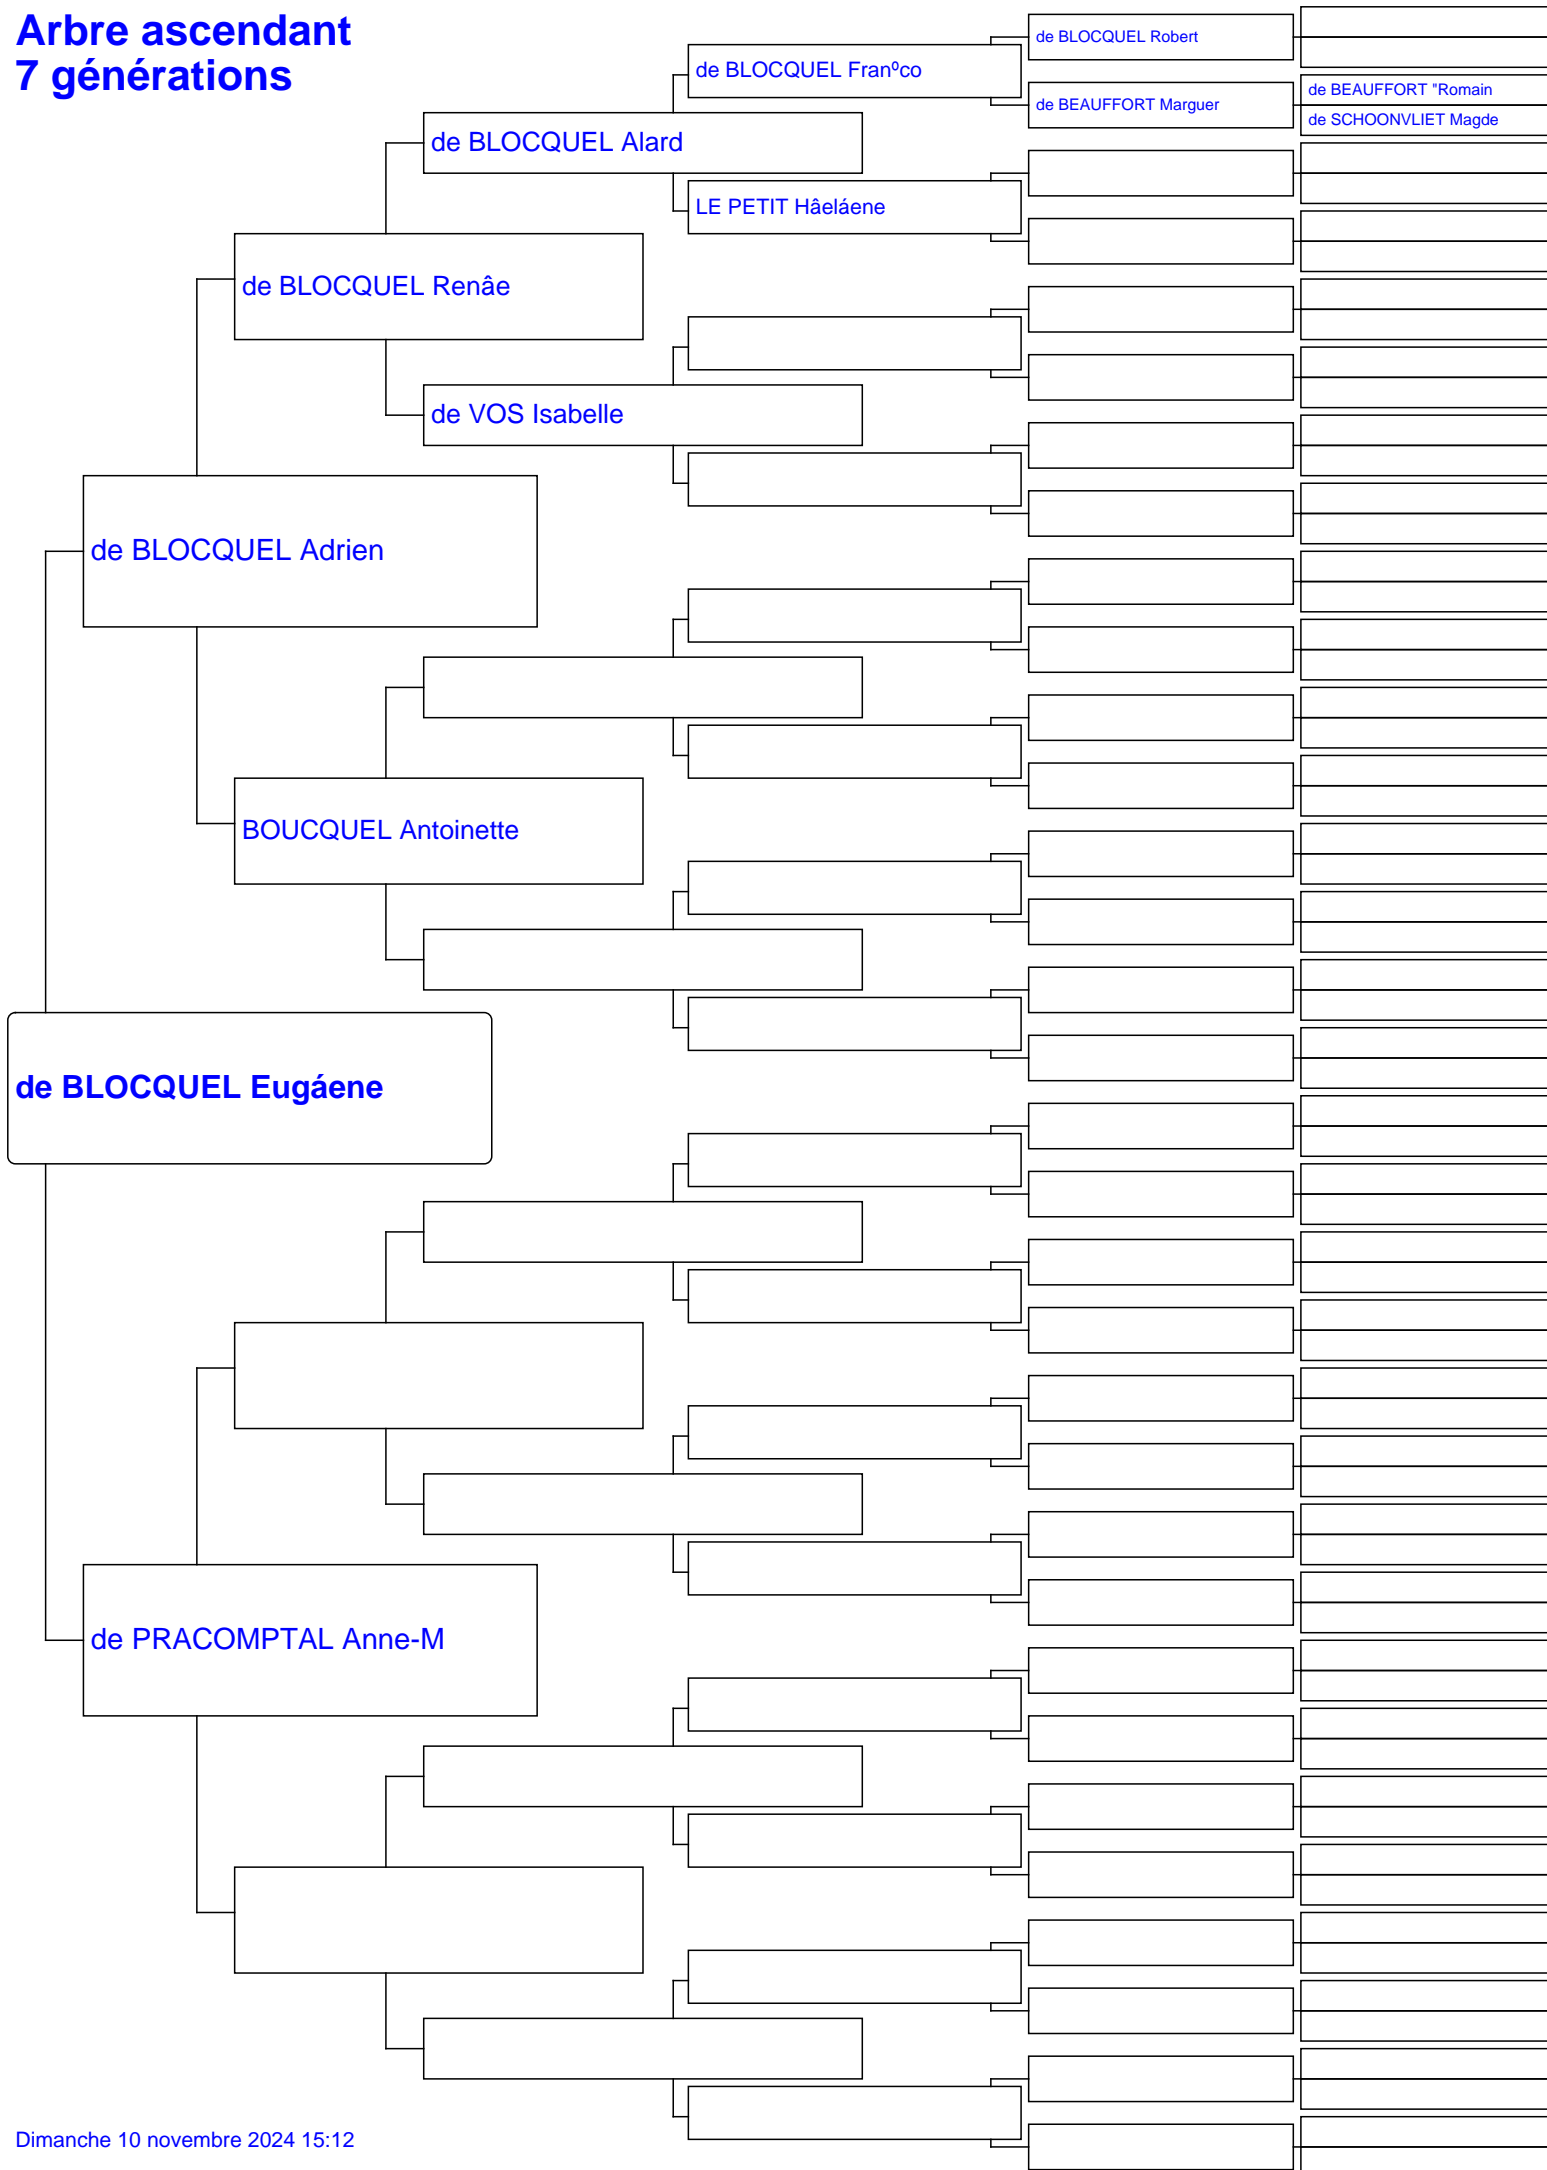 Arbre ascendant
7 générations
de BLOCQUEL Robert
de BLOCQUEL Franºco
de BEAUFFORT "Romain
de BEAUFFORT Marguer
de SCHOONVLIET Magde
de BLOCQUEL Alard
LE PETIT Hâeláene
de BLOCQUEL Renâe
de VOS Isabelle
de BLOCQUEL Adrien
BOUCQUEL Antoinette
de BLOCQUEL Eugáene
de PRACOMPTAL Anne-M
Dimanche 10 novembre 2024 15:12